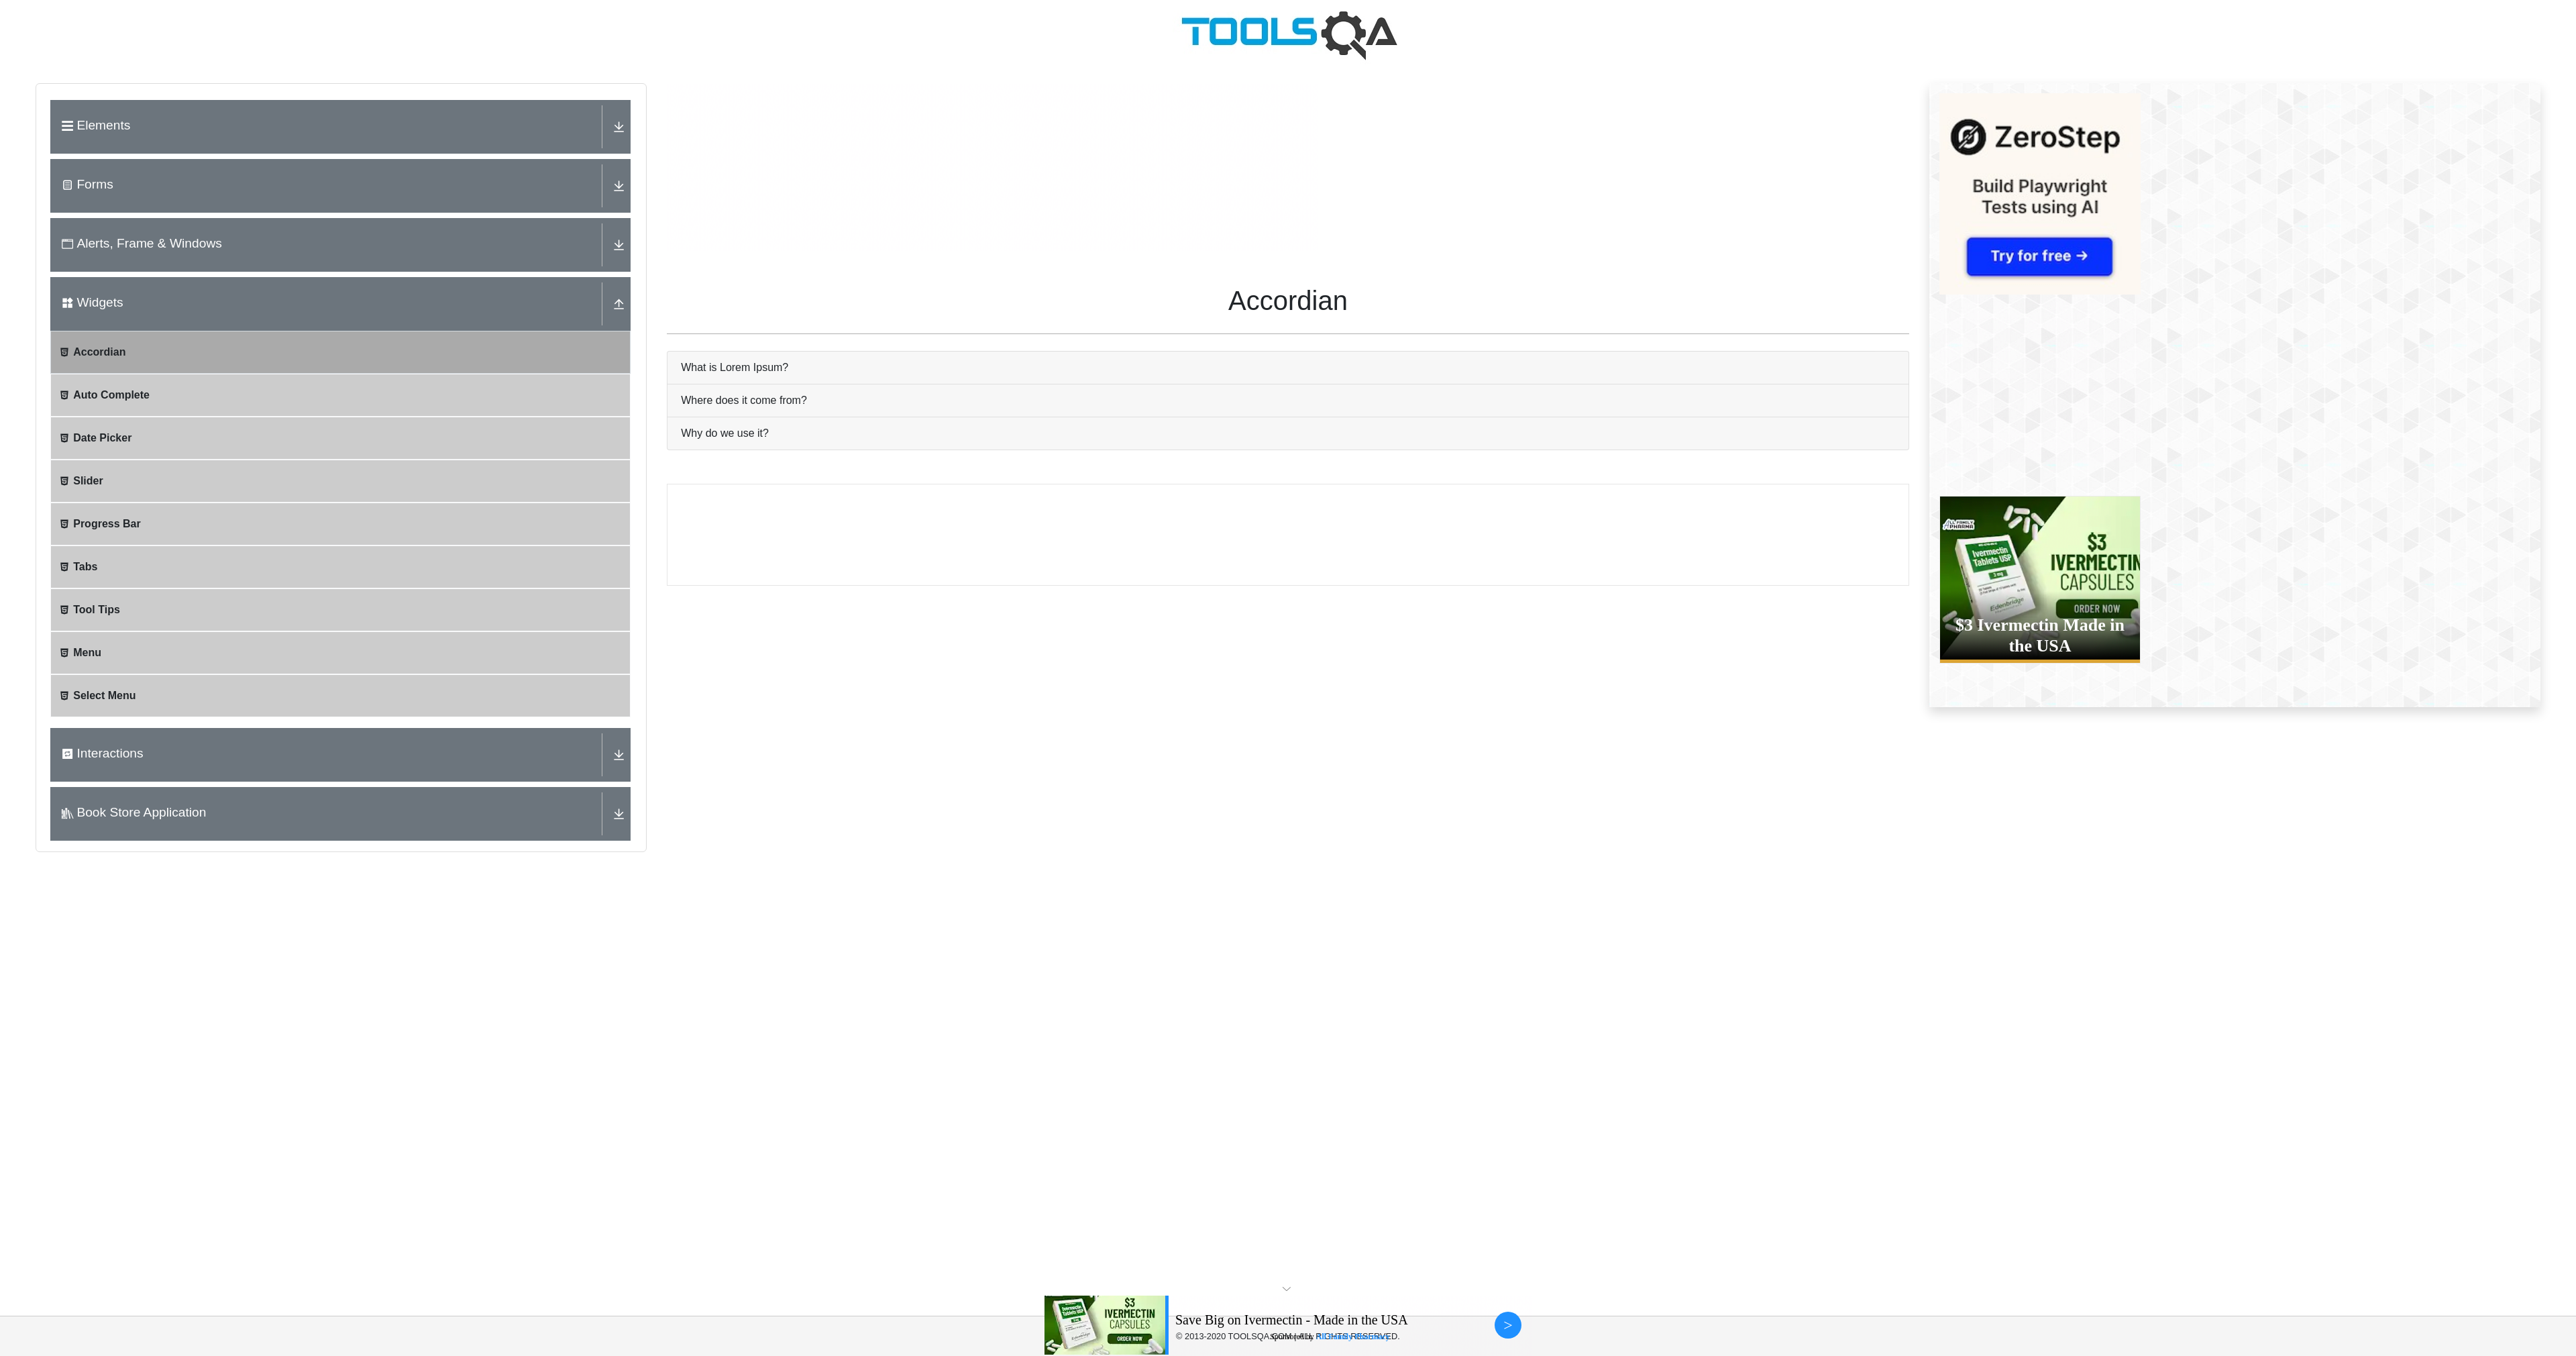 TOOLSQA
Elements
Forms
Alerts, Frame & Windows
Widgets
Accordian
Auto Complete
Date Picker
Slider
Progress Bar
Tabs
Tool Tips
Menu
Select Menu
Interactions
Book Store Application
Accordian
What is Lorem Ipsum?
Where does it come from?
Why do we use it?
ZeroStep
Build Playwright
Tests using AI
Try for free →
Ivermectin
Tablets USP
3 mg
Edenbridge
$3
IVERMECTIN
CAPSULES
ORDER NOW
$3 Ivermectin Made in
the USA
$3
IVERMECTIN
CAPSULES
ORDER NOW
Save Big on Ivermectin - Made in the USA
© 2013-2020 TOOLSQA.COM | ALL RIGHTS RESERVED.
>